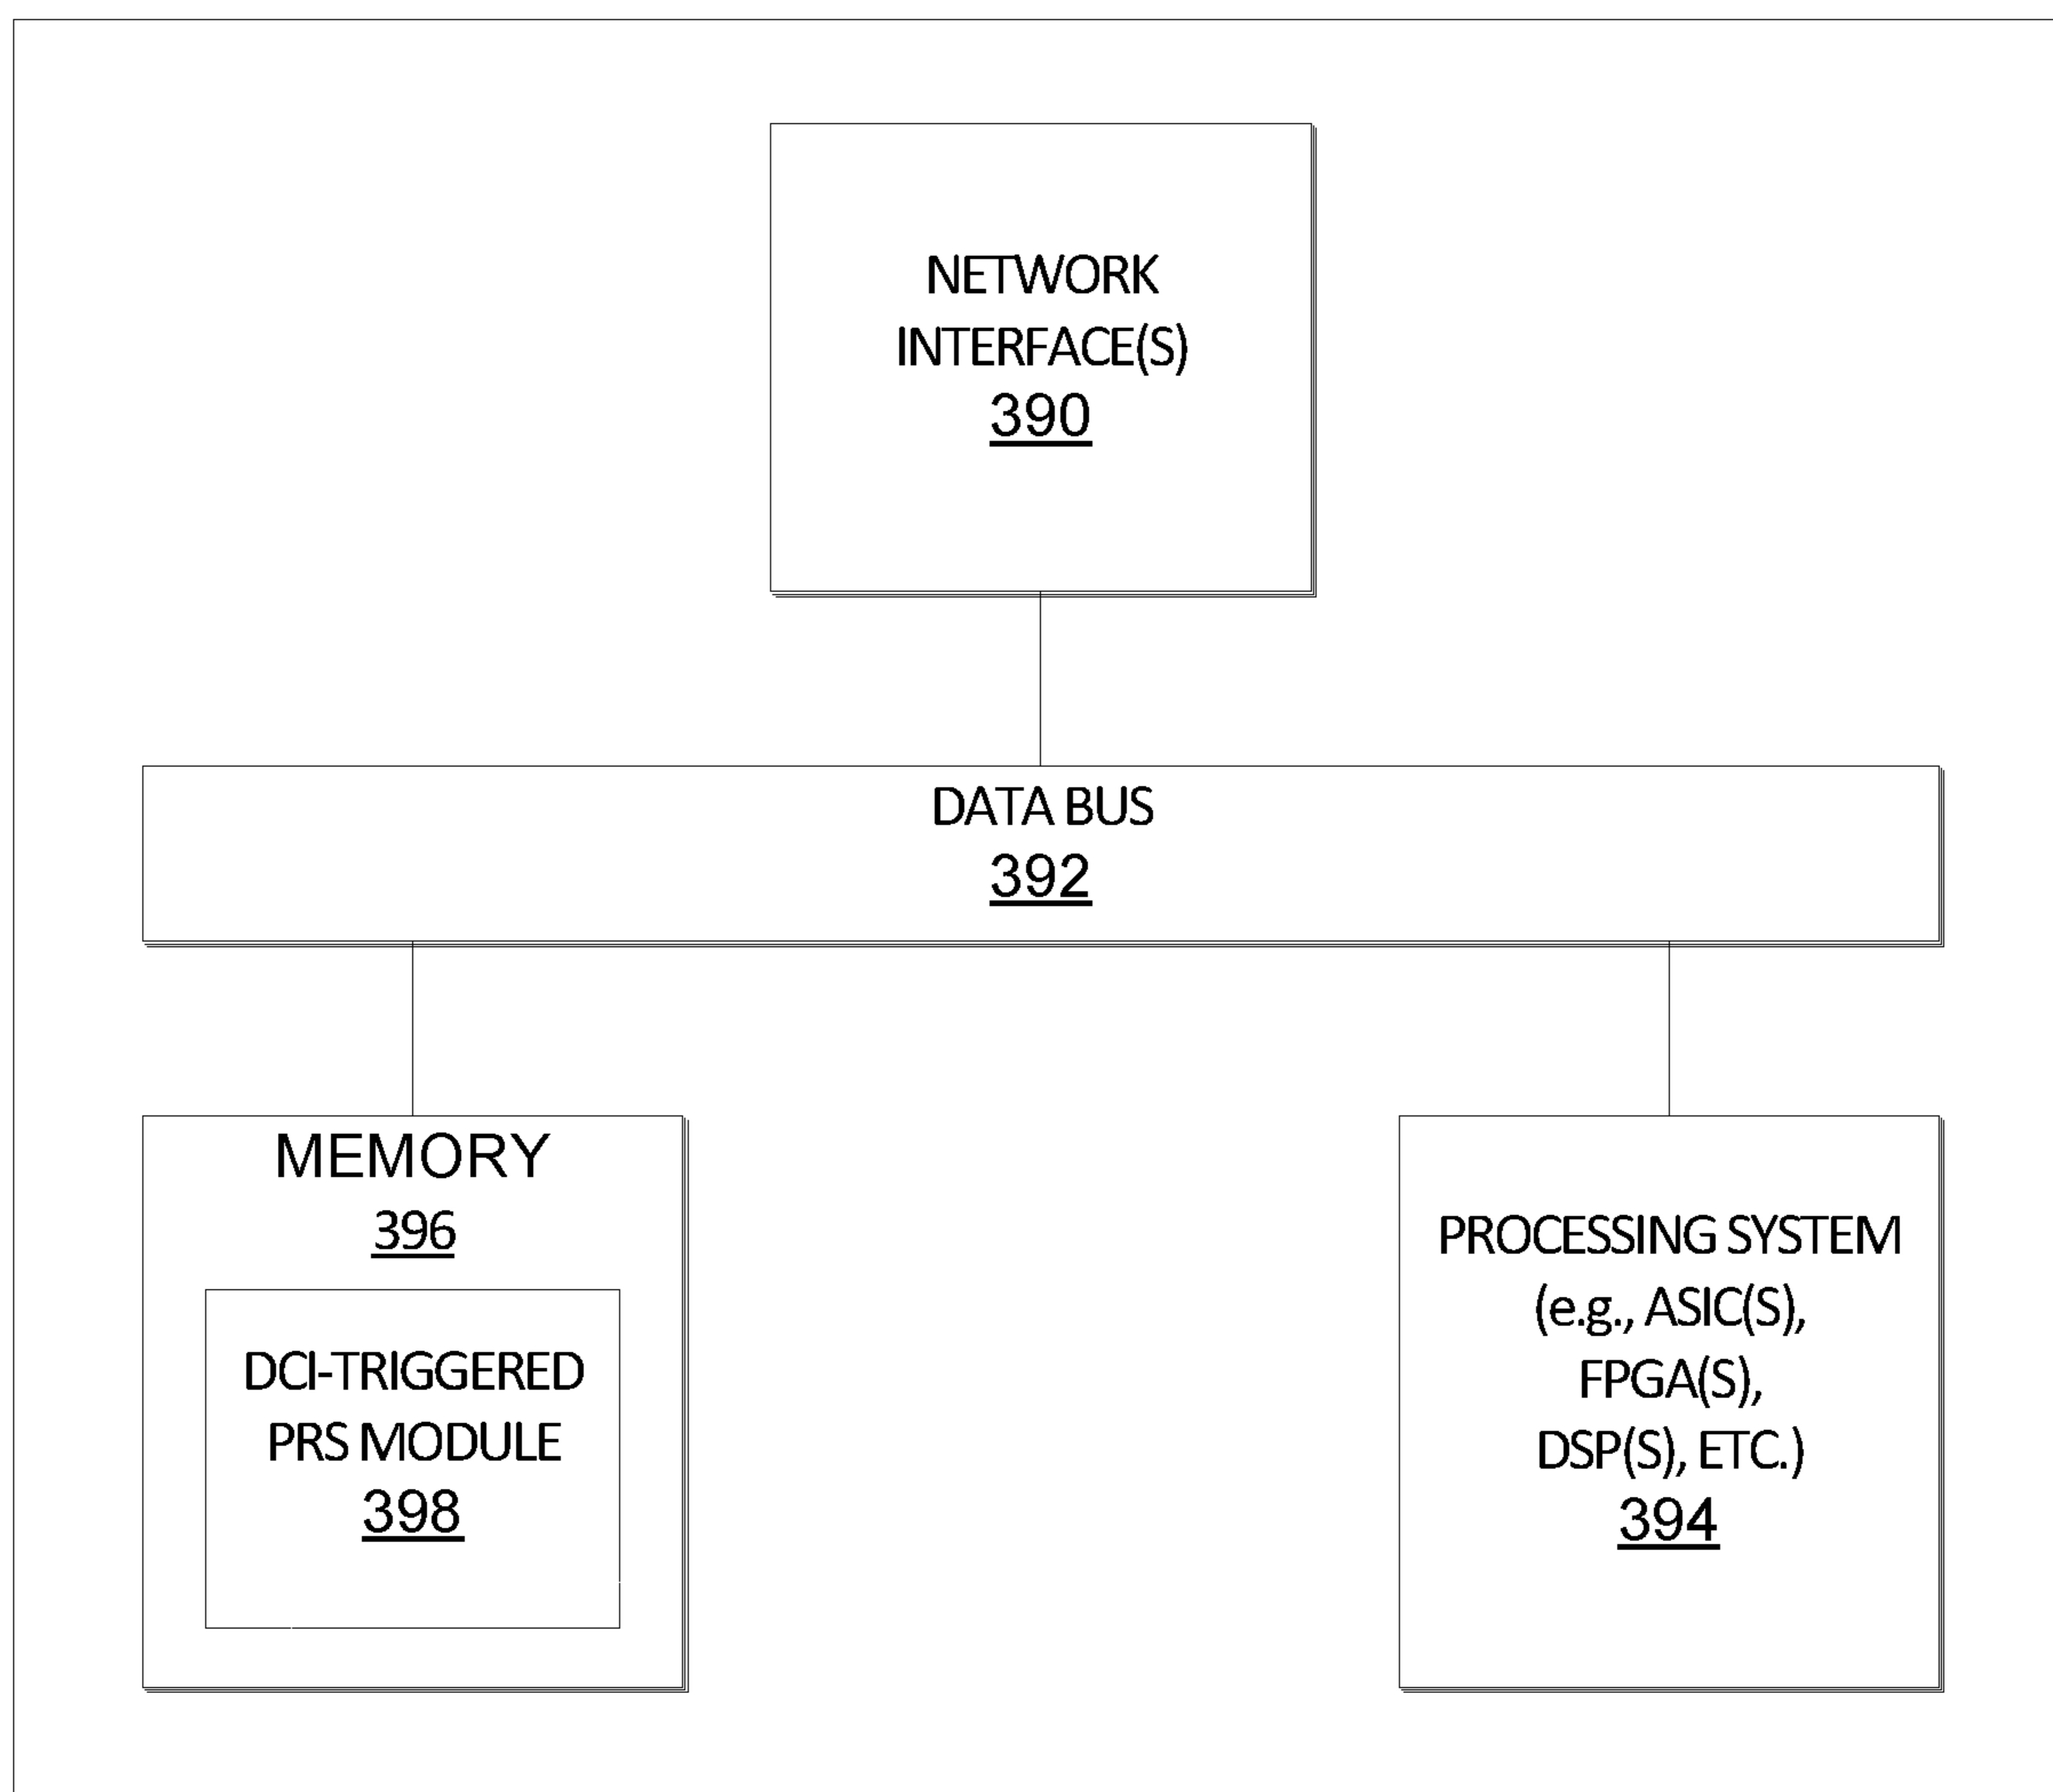 NETWORK
INTERFACE(S)
390
DATA BUS
392
MEMORY
396
DCI-TRIGGERED
PRS MODULE
398
PROCESSING SYSTEM
(e.g., ASIC(S),
FPGA(S),
DSP(S), ETC.)
394